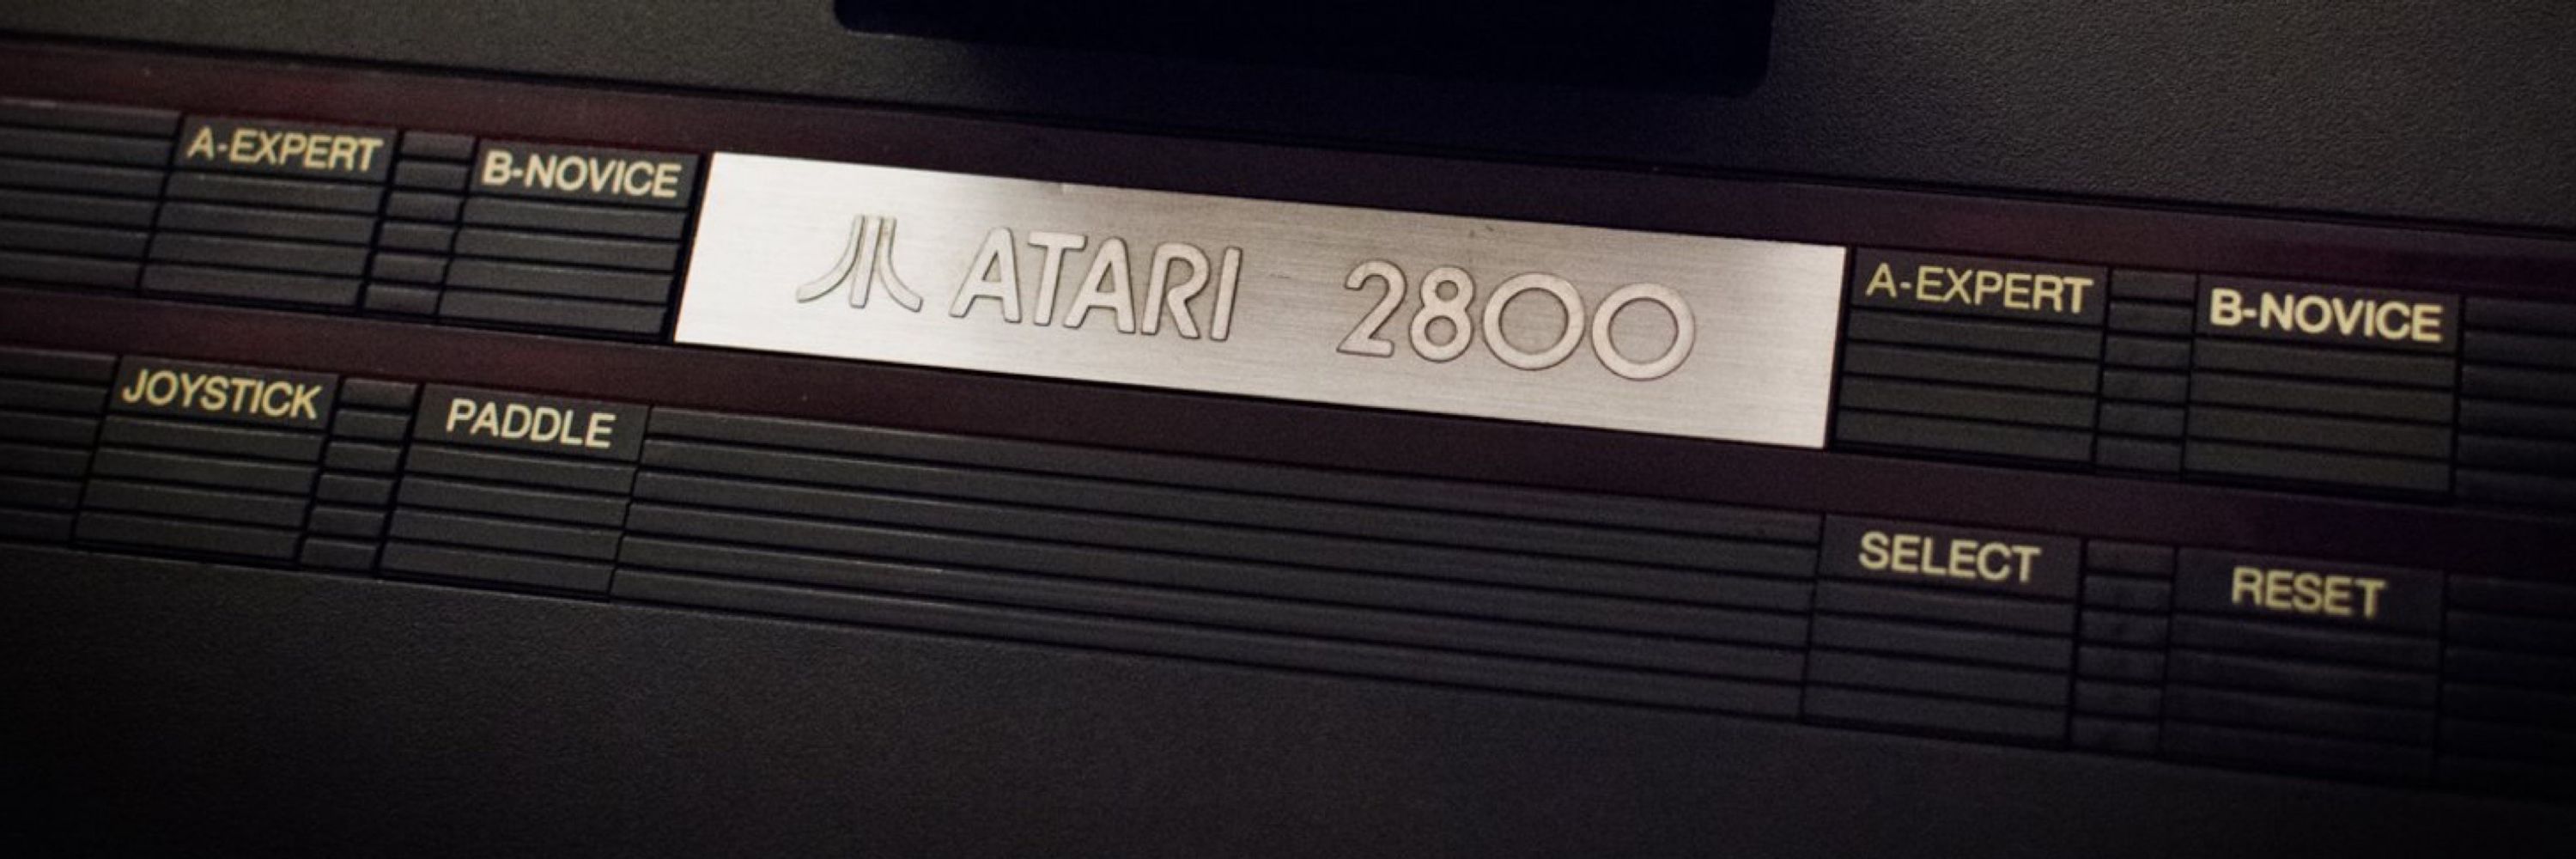 A-EXPERT B-NOVICE ATARI 2800 A-EXPERT B-NOVICE
JOYSTICK PADDLE SELECT RESET